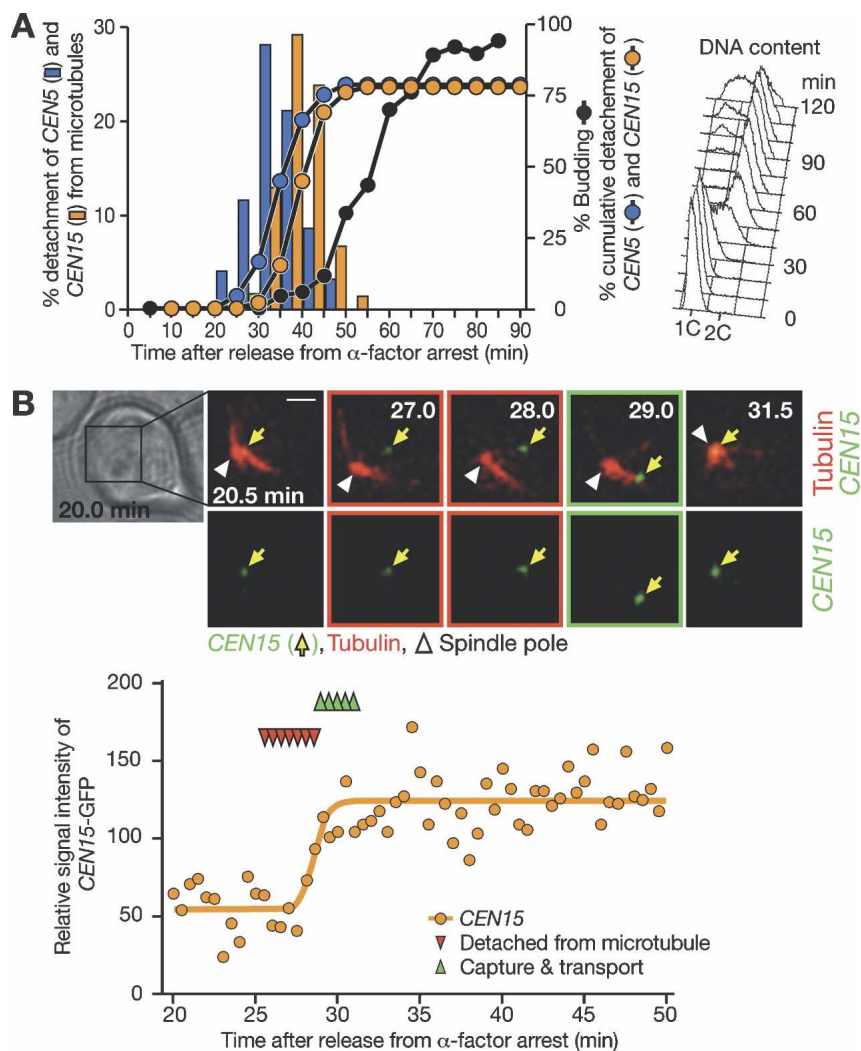 A
% detachment of CEN5 ( ) and
CEN15 ( ) from microtubules
30
20
10
0
0 10 20 30 40 50 60 70 80 90
Time after release from α-factor arrest (min)
100
75
50
25
0
% Budding
% cumulative detachement of
CEN5 ( ) and CEN15 ( )
DNA content
min
120
90
60
30
0
1C 2C
B
20.0 min
20.5 min
27.0
28.0
29.0
31.5
Tubulin
CEN15
CEN15
CEN15 ( ), Tubulin, Spindle pole
Relative signal intensity of
CEN15-GFP
200
150
100
50
0
CEN15
Detached from microtubule
Capture & transport
20 25 30 35 40 45 50
Time after release from α-factor arrest (min)